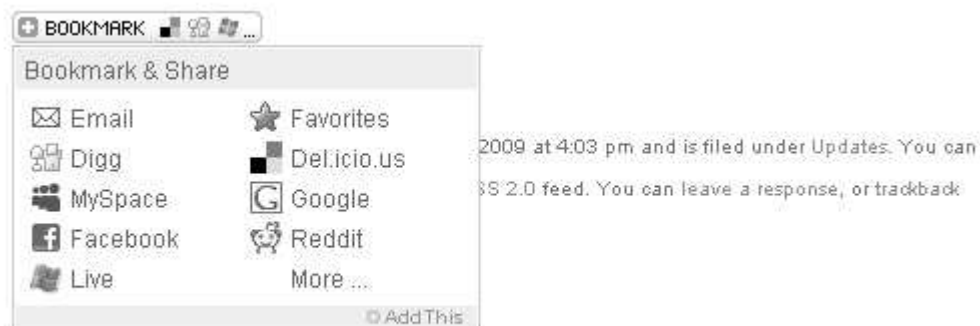 BOOKMARK ...
Bookmark & Share
Email Favorites
Digg Del.icio.us
MySpace Google
Facebook Reddit
Live More ...
AddThis
2009 at 4:03 pm and is filed under Updates. You can
SS 2.0 feed. You can leave a response, or trackback